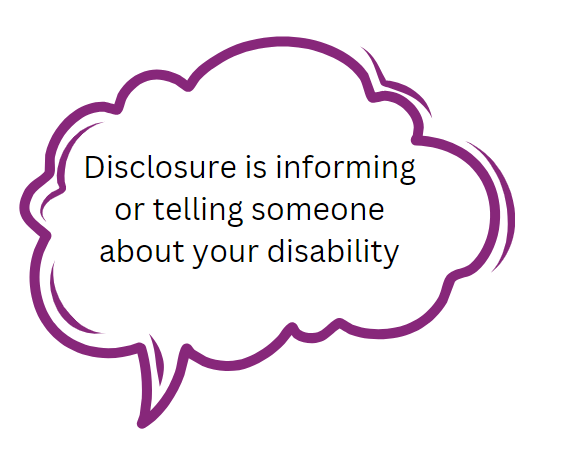 Disclosure is informing
or telling someone
about your disability